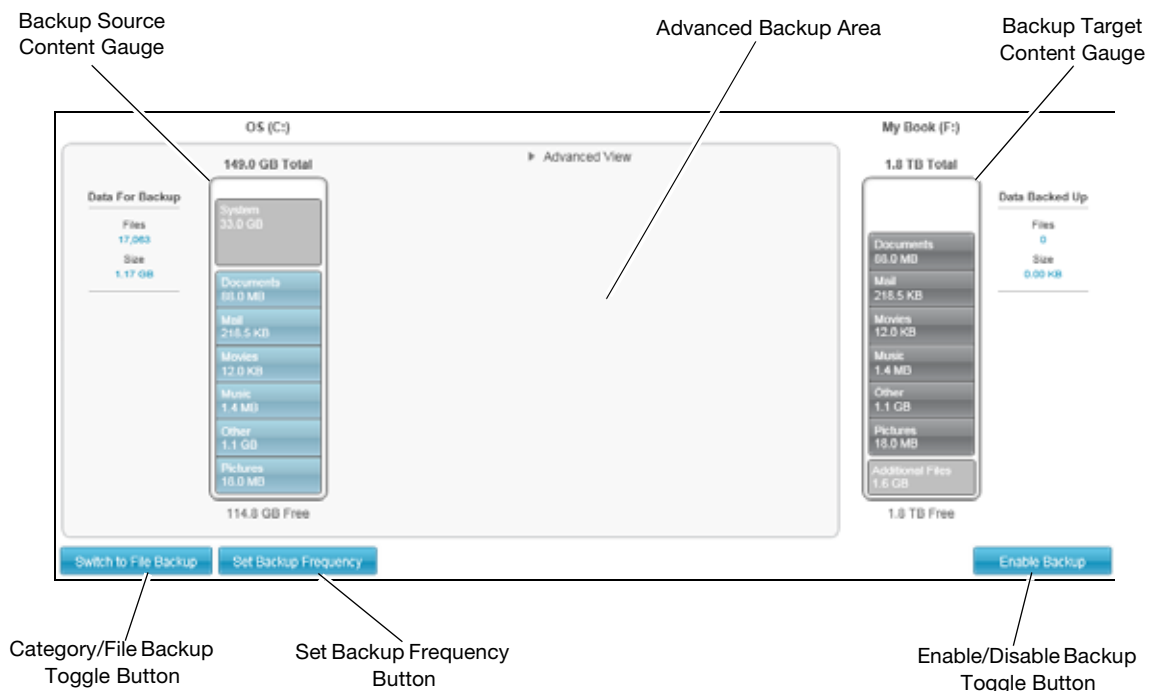 Backup Source
Content Gauge
Advanced Backup Area
Backup Target
Content Gauge
OS (C:)
My Book (F:)
149.0 GB Total
Advanced View
1.8 TB Total
Data For Backup
Files
17,063
Size
1.17 GB
System
33.0 GB
Documents
88.0 MB
Mail
218.5 KB
Movies
12.0 KB
Music
1.4 MB
Other
1.1 GB
Pictures
18.0 MB
114.8 GB Free
Documents
88.0 MB
Mail
218.5 KB
Movies
12.0 KB
Music
1.4 MB
Other
1.1 GB
Pictures
18.0 MB
Additional Files
1.6 GB
1.8 TB Free
Data Backed Up
Files
0
Size
0.00 KB
Switch to File Backup
Set Backup Frequency
Enable Backup
Category/File Backup
Toggle Button
Set Backup Frequency
Button
Enable/Disable Backup
Toggle Button